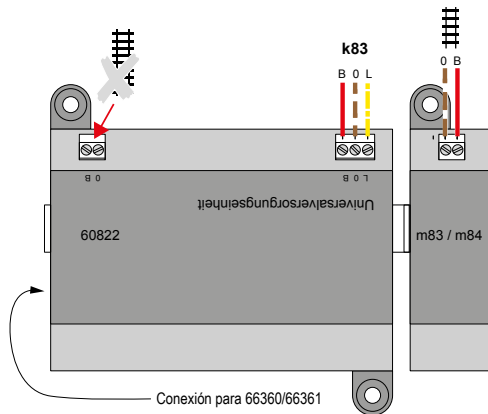 k83
B 0 L
0 B
B 0
B 0 L
Universalversorgungseinheit
60822
m83 / m84
Conexión para 66360/66361